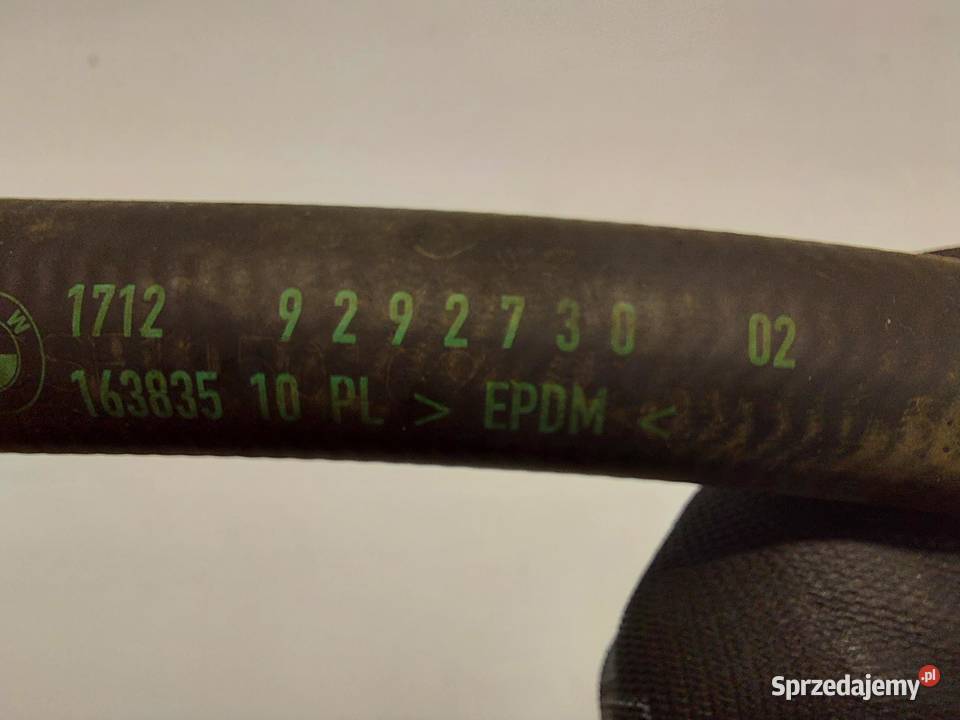 1712 9292730 02
163835 10 PL > EPDM <
W
Sprzedajemy.pl